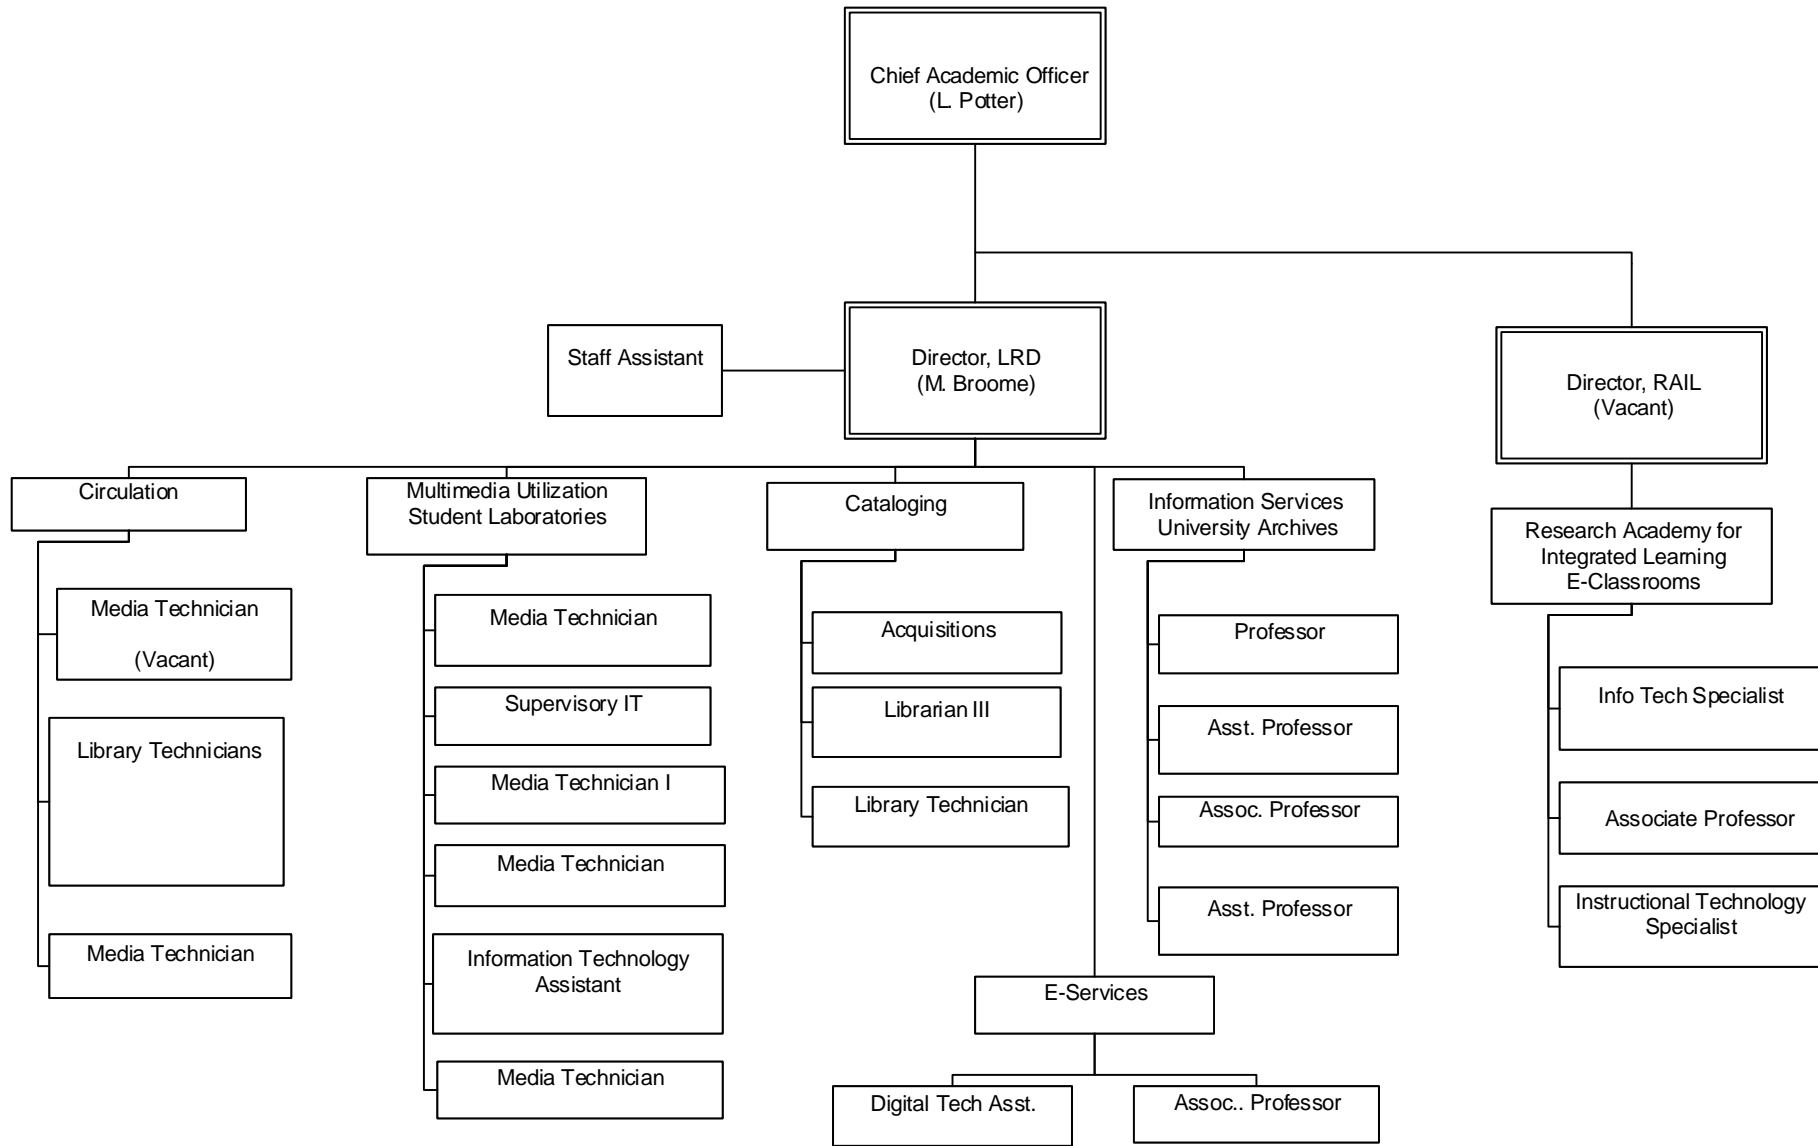 Chief Academic Officer
(L. Potter)
Staff Assistant
Director, LRD
(M. Broome)
Director, RAIL
(Vacant)
Circulation
Media Technician
(Vacant)
Library Technicians
Media Technician
Multimedia Utilization
Student Laboratories
Media Technician
Supervisory IT
Media Technician I
Media Technician
Information Technology
Assistant
Media Technician
Cataloging
Acquisitions
Librarian III
Library Technician
Information Services
University Archives
Professor
Asst. Professor
Assoc. Professor
Asst. Professor
E-Services
Digital Tech Asst.
Assoc.. Professor
Research Academy for
Integrated Learning
E-Classrooms
Info Tech Specialist
Associate Professor
Instructional Technology
Specialist